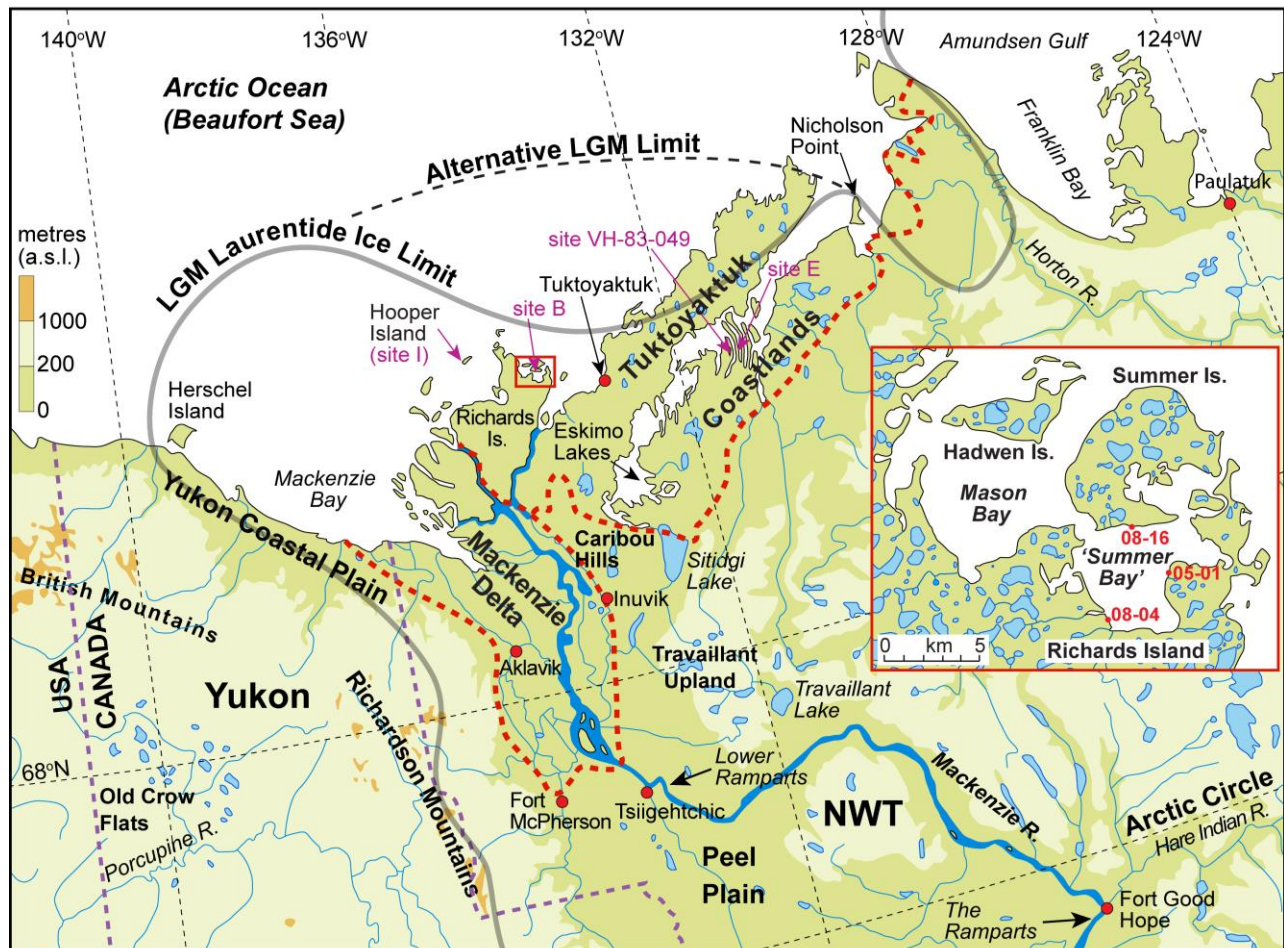 140°W
136°W
132°W
128°W
124°W
Amundsen Gulf
Arctic Ocean
(Beaufort Sea)
Alternative LGM Limit
Nicholson
Point
Franklin Bay
Paulatuk
metres
(a.s.l.)
1000
200
0
LGM Laurentide Ice Limit
site VH-83-049
site E
Tuktoyaktuk
Hooper
Island
(site I)
site B
Horton R.
Tuktoyaktuk
Coastlands
Herschel
Island
Richards
Is.
Eskimo
Lakes
Mackenzie
Bay
Yukon Coastal Plain
Mackenzie
Delta
Caribou
Hills
Sitidgi
Lake
Inuvik
British Mountains
Aklavik
USA
CANADA
Yukon
Richardson Mountains
Travaillant
Upland
Travaillant
Lake
68°N
Old Crow
Flats
Porcupihe R.
Fort
McPherson
Tsiigehtchic
Lower
Ramparts
NWT
Mackenzie R.
Arctic Circle
Hare Indian R.
Peel
Plain
The
Ramparts
Fort Good
Hope
Summer Is.
Hadwen Is.
Mason
Bay
08-16
'Summer
Bay'
05-01
08-04
0 km 5
Richards Island